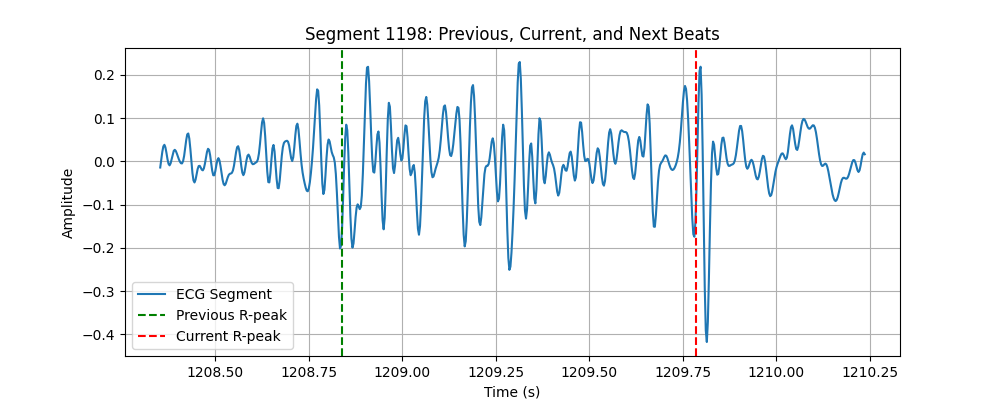 Segment 1198: Previous, Current, and Next Beats
Amplitude
0.2
0.1
0.0
−0.1
−0.2
−0.3
−0.4
ECG Segment
Previous R-peak
Current R-peak
1208.50 1208.75 1209.00 1209.25 1209.50 1209.75 1210.00 1210.25
Time (s)